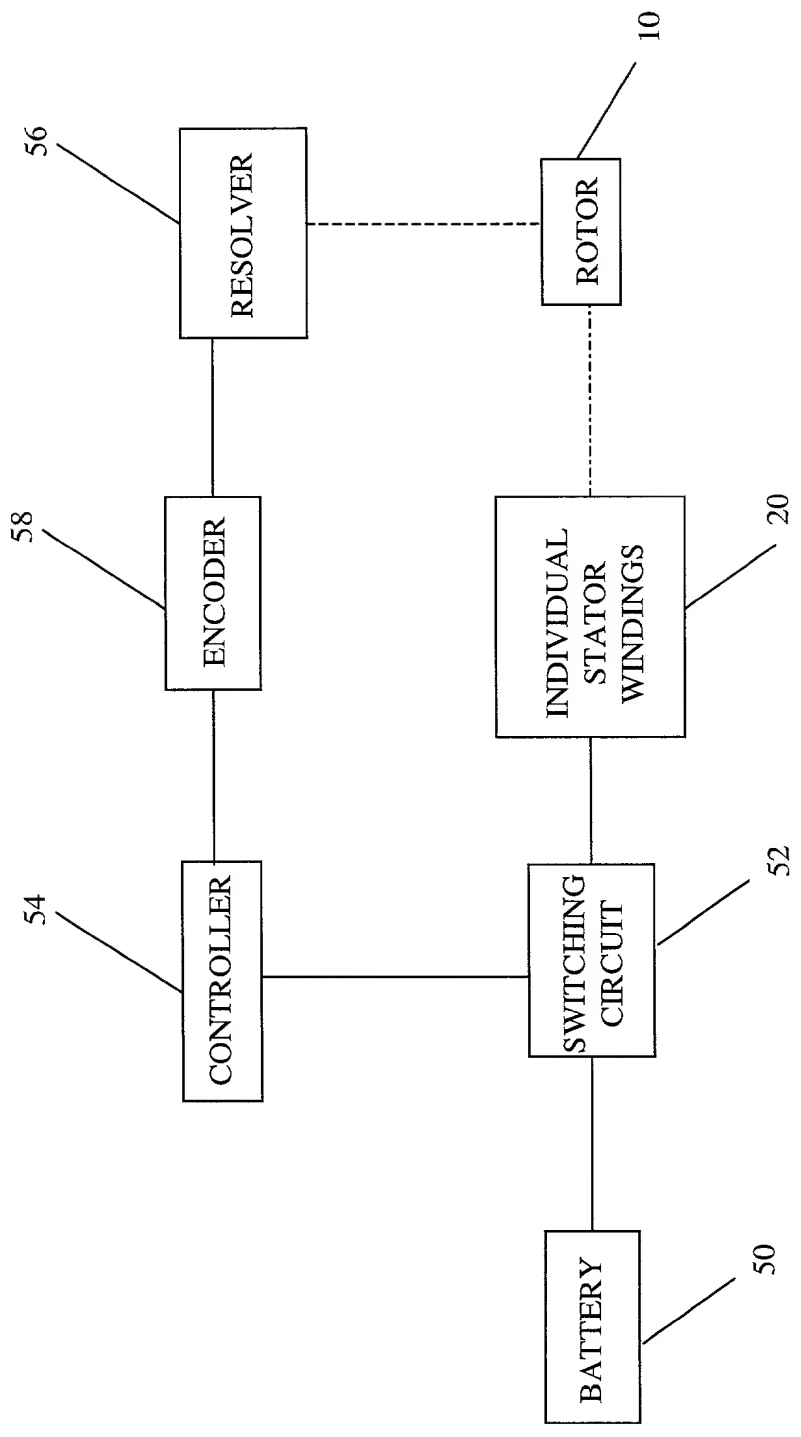 54
58
56
CONTROLLER
ENCODER
RESOLVER
BATTERY
SWITCHING
CIRCUIT
INDIVIDUAL
STATOR
WINDINGS
ROTOR
50
52
20
10